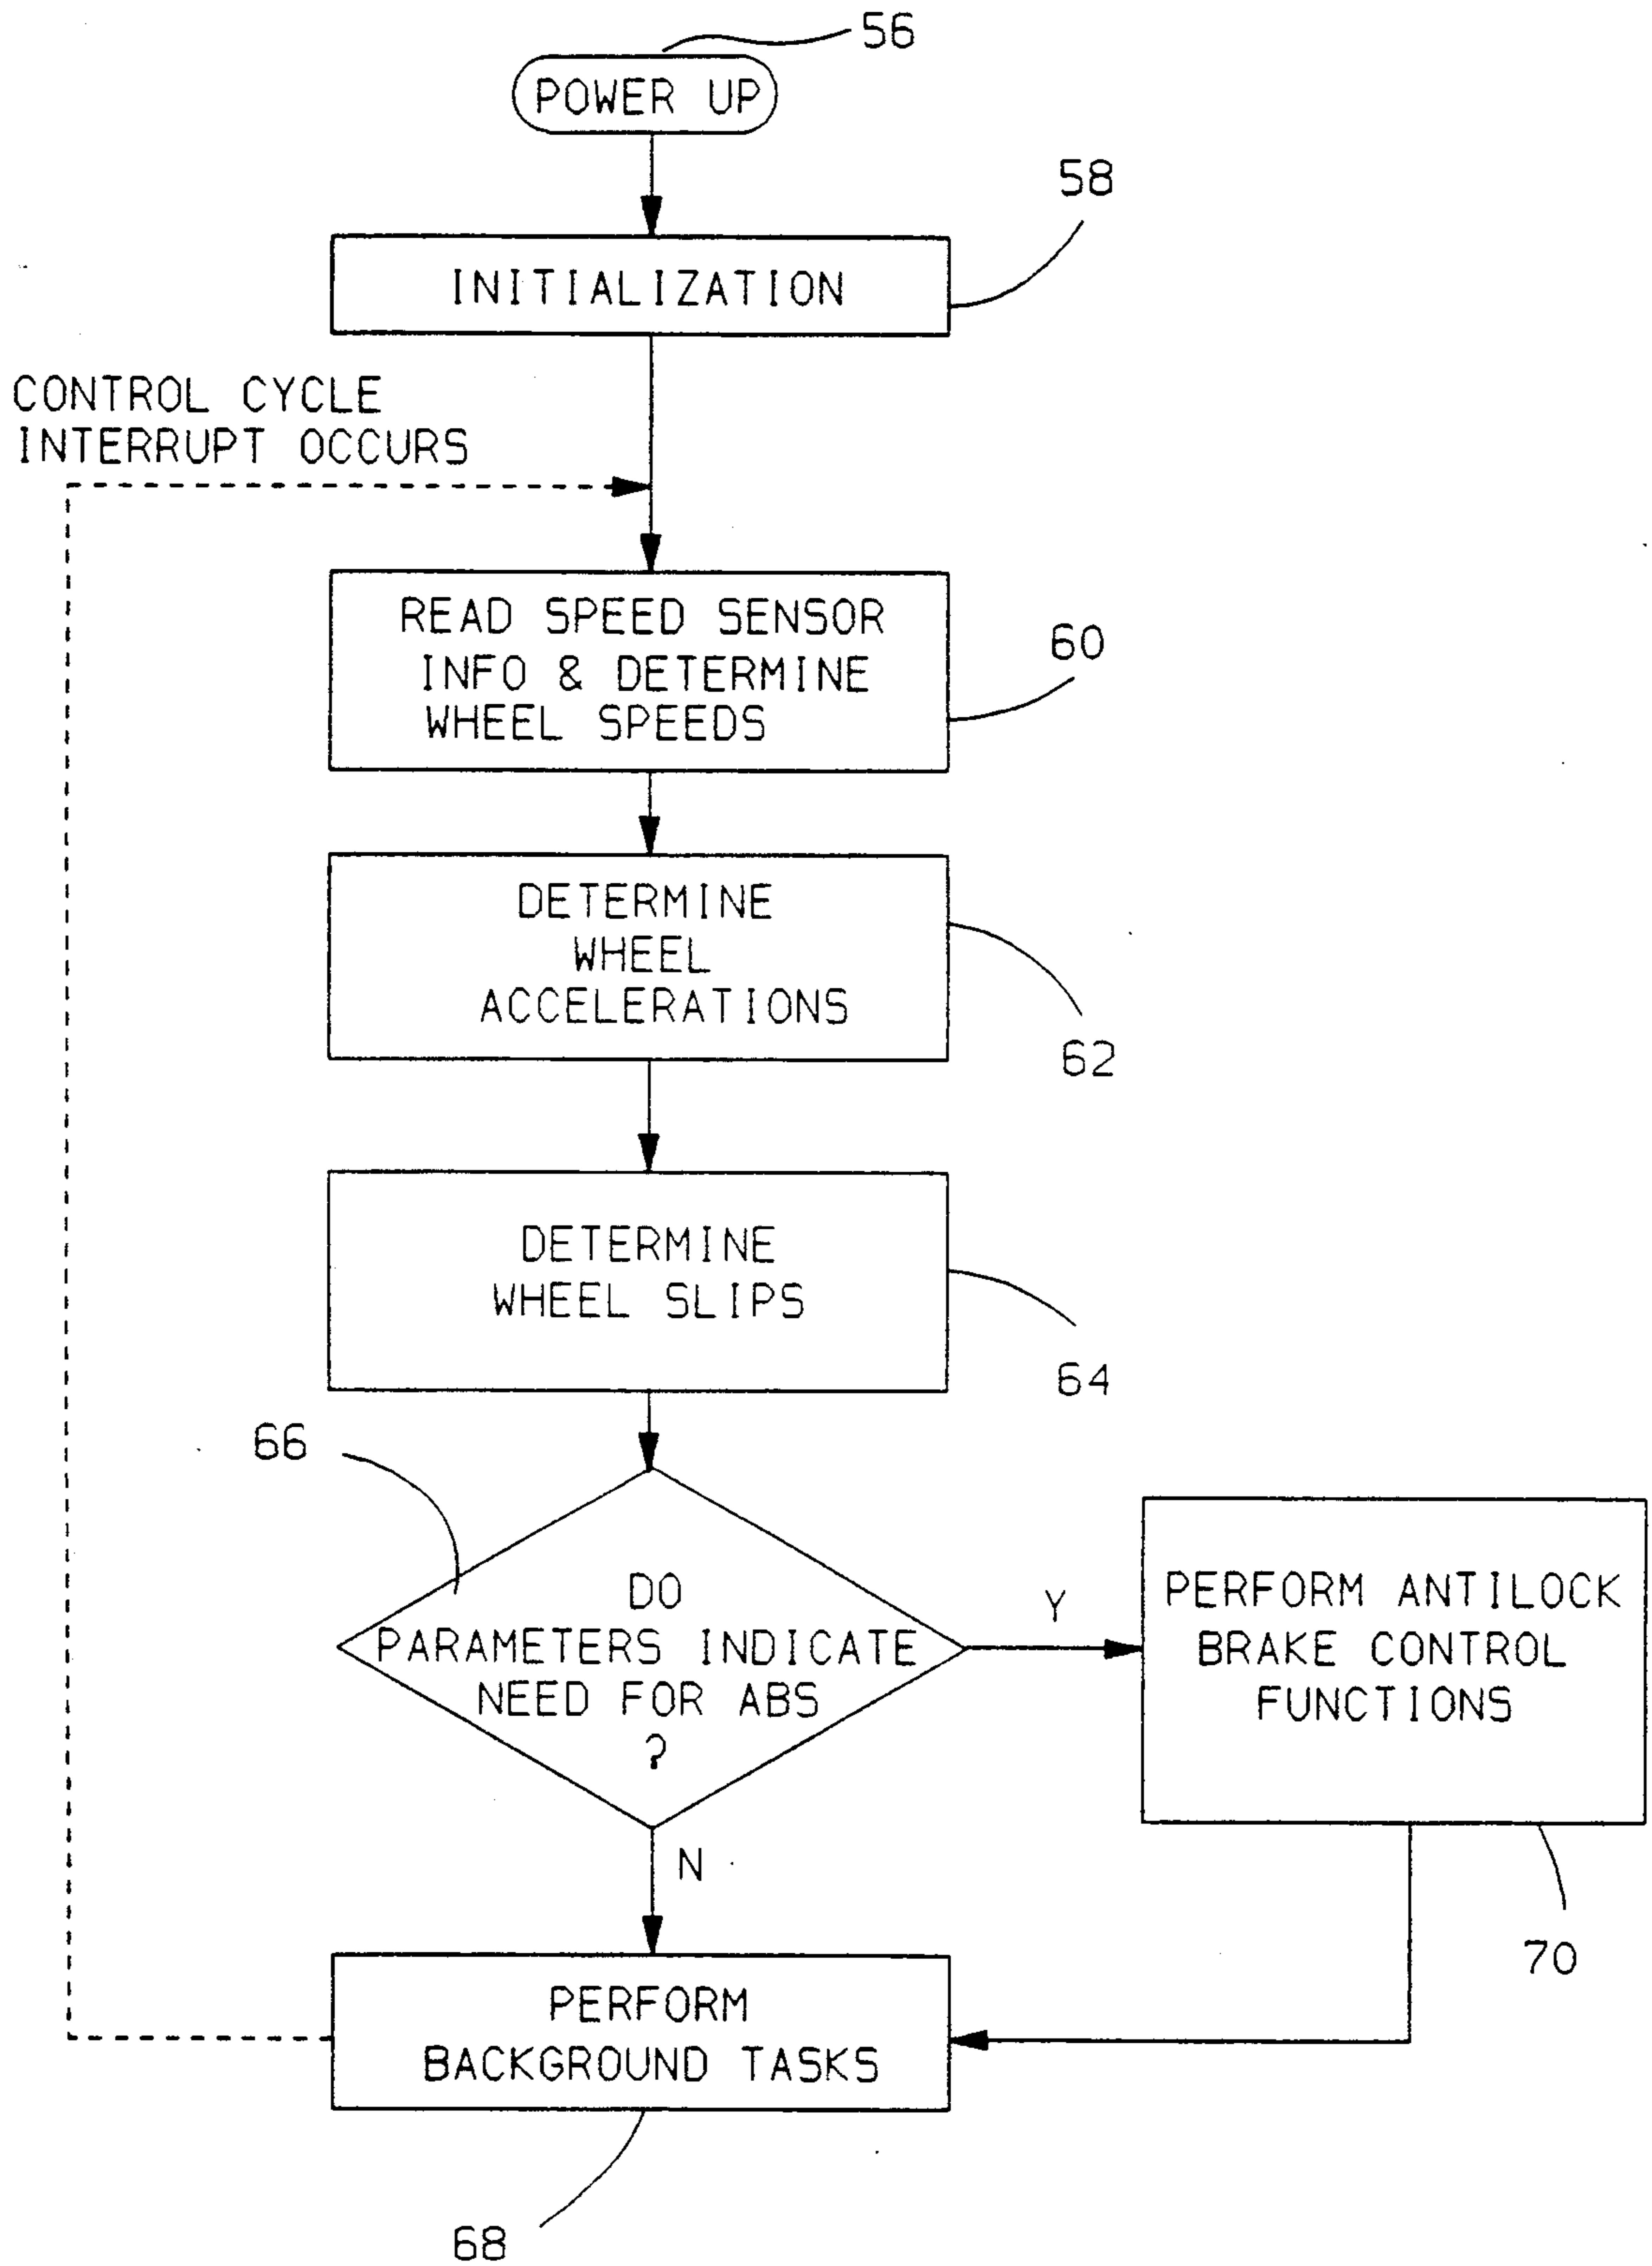 56
POWER UP
58
INITIALIZATION
CONTROL CYCLE
INTERRUPT OCCURS
READ SPEED SENSOR
INFO & DETERMINE
WHEEL SPEEDS
60
DETERMINE
WHEEL
ACCELERATIONS
62
DETERMINE
WHEEL SLIPS
64
66
DO
PARAMETERS INDICATE
NEED FOR ABS
?
Y
PERFORM ANTILOCK
BRAKE CONTROL
FUNCTIONS
N
70
PERFORM
BACKGROUND TASKS
68